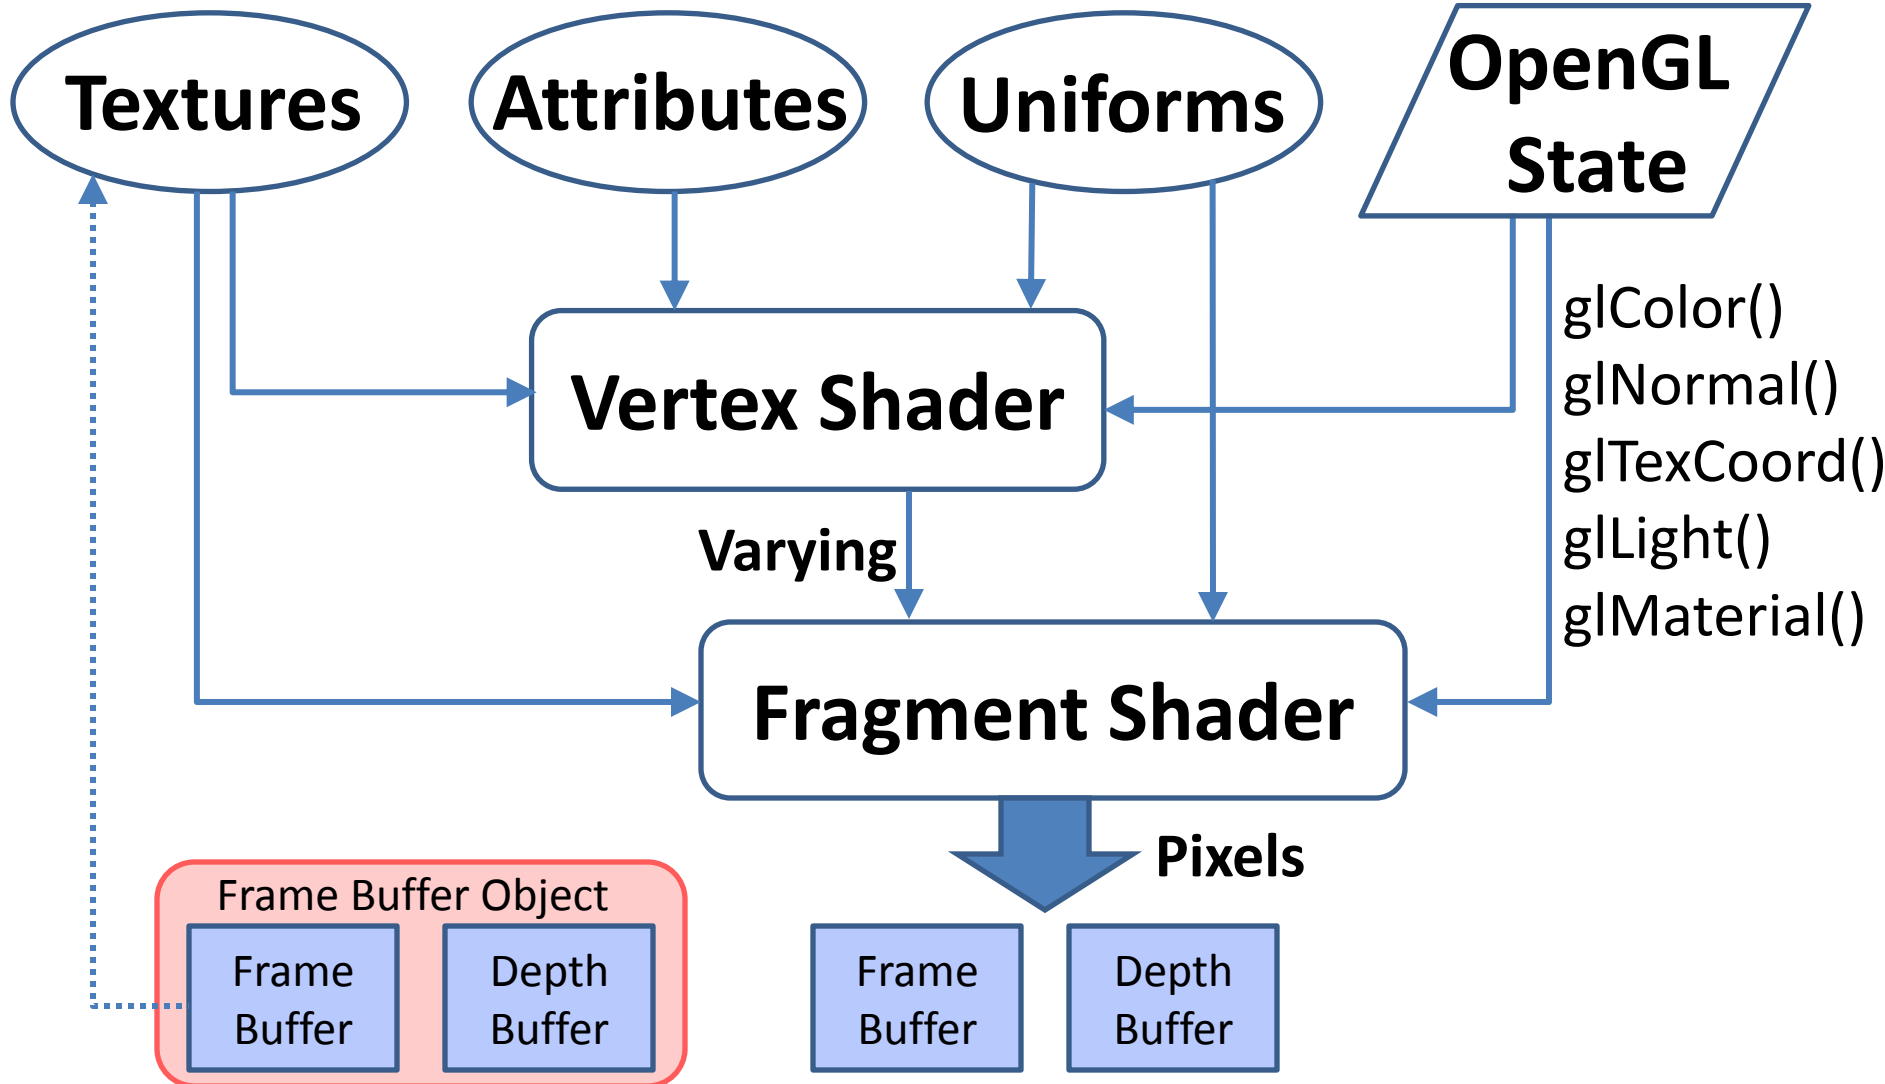 Textures
Attributes
Uniforms
OpenGL
State
glColor()
glNormal()
glTexCoord()
glLight()
glMaterial()
Vertex Shader
Varying
Fragment Shader
Pixels
Frame Buffer Object
Frame
Buffer
Depth
Buffer
Frame
Buffer
Depth
Buffer